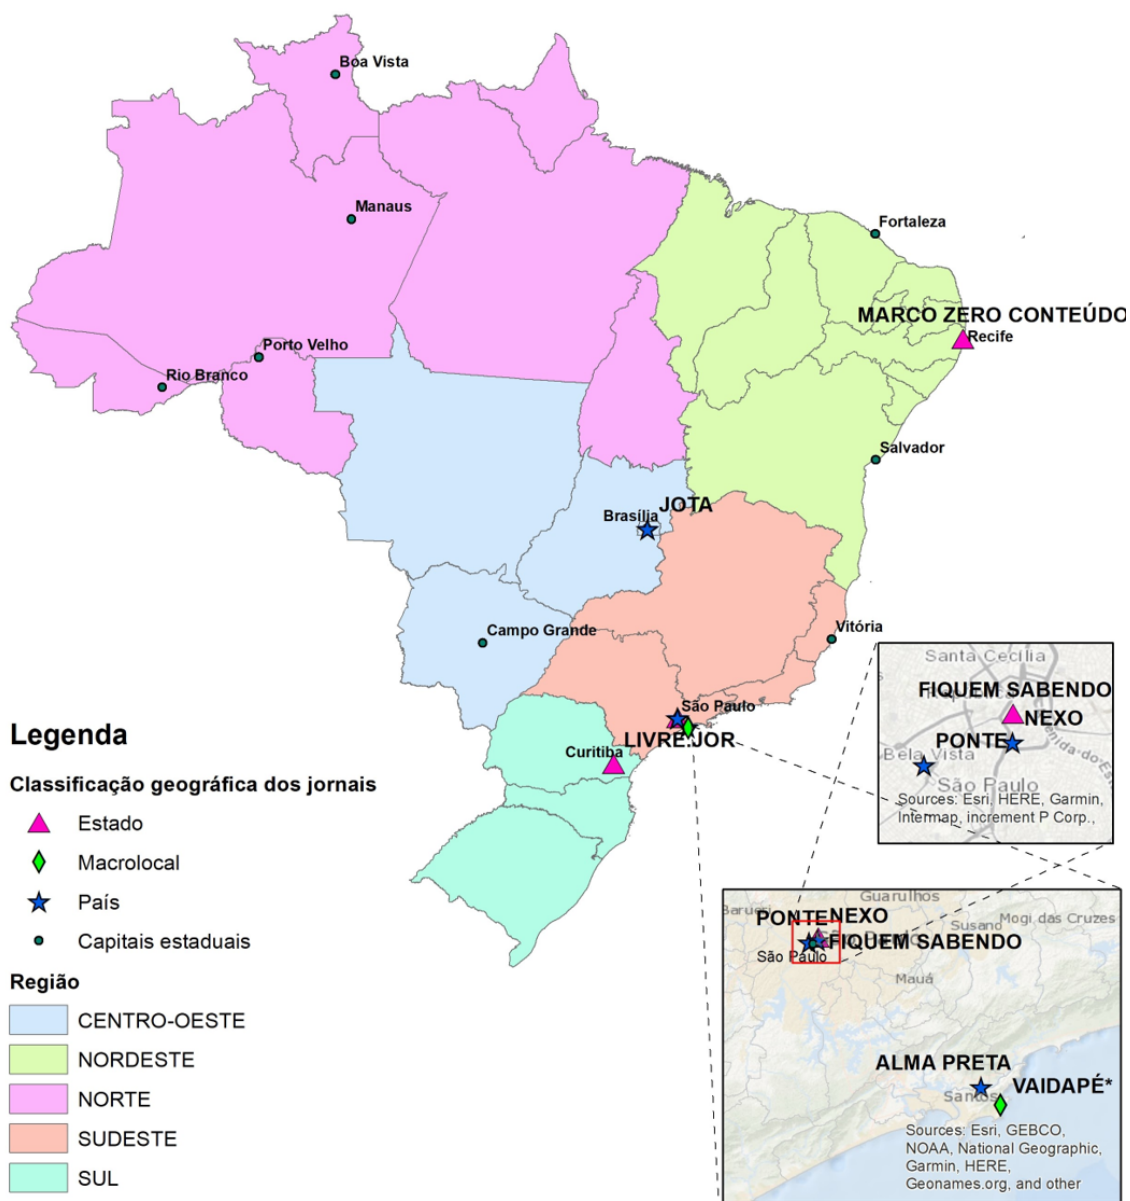 Boa Vista
Manaus
Fortaleza
MARCO ZERO CONTEÚDO
Recife
Porto Velho
Rio Branco
Salvador
JOTA
Brasília
Campo Grande
Vitória
São Paulo
LIVRE.JOR
Curitiba
Santa Cecília
FIQUEM SABENDO
NEXO
PONTE
Bela Vista
São Paulo
Sources: Esri, HERE, Garmin,
Intermap, increment P Corp.,
Legenda
Classificação geográfica dos jornais
Estado
Macrolocal
País
Capitais estaduais
Região
CENTRO-OESTE
NORDESTE
NORTE
SUDESTE
SUL
Guarulhos
Barueri
Mogi das Cruzes
PONTE NEXO
Susano
FIQUEM SABENDO
São Paulo
Mauá
ALMA PRETA
VAIDAPÉ*
Santos
Sources: Esri, GEBCO,
NOAA, National Geographic,
Garmin, HERE,
Geonames.org, and other